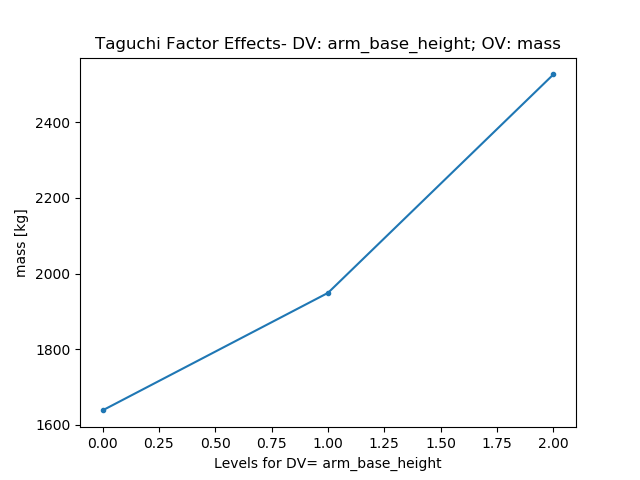 Taguchi Factor Effects- DV: arm_base_height; OV: mass
mass [kg]
2400
2200
2000
1800
1600
0.00 0.25 0.50 0.75 1.00 1.25 1.50 1.75 2.00
Levels for DV= arm_base_height